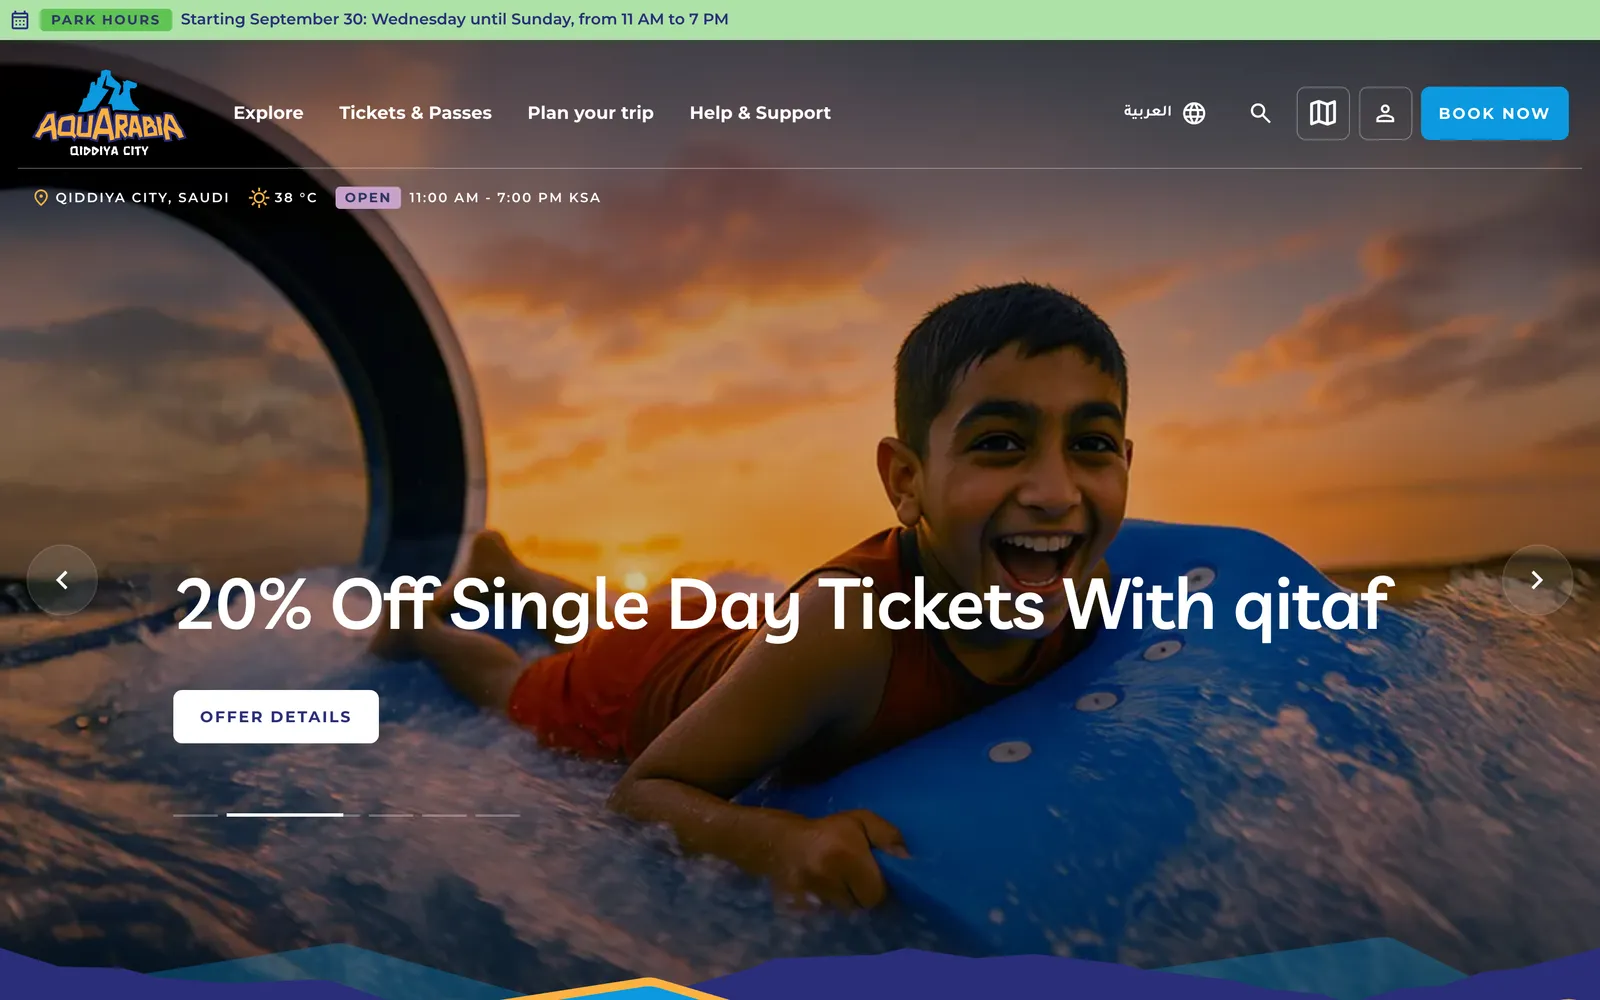 PARK HOURS Starting September 30: Wednesday until Sunday, from 11 AM to 7 PM
AQUARABIA
QIDDIYA CITY
Explore Tickets & Passes Plan your trip Help & Support العربية BOOK NOW
QIDDIYA CITY, SAUDI 38 °C OPEN 11:00 AM - 7:00 PM KSA
20% Off Single Day Tickets With qitaf
OFFER DETAILS